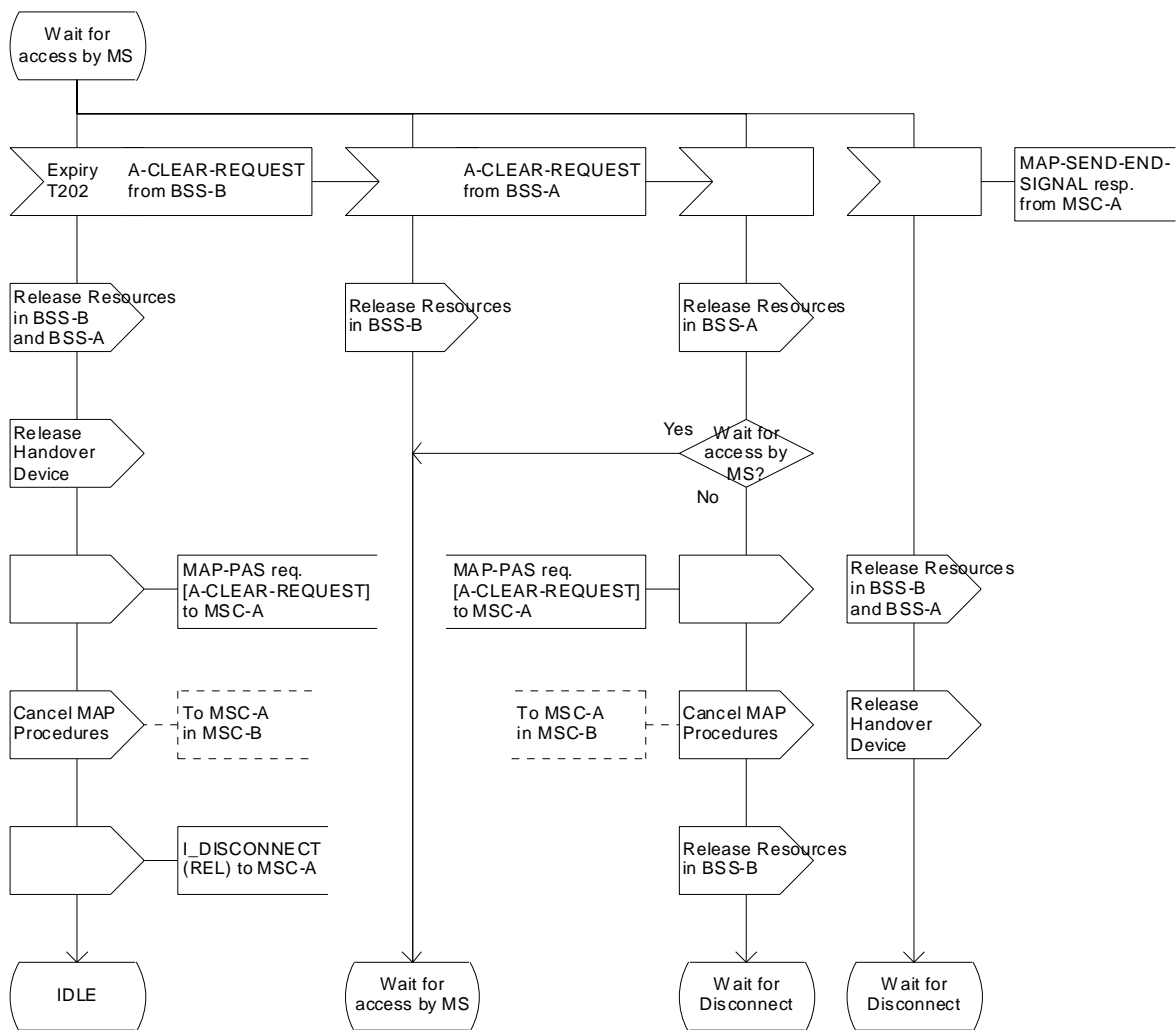 Wait for
access by MS
Expiry
T202
A-CLEAR-REQUEST
from BSS-B
A-CLEAR-REQUEST
from BSS-A
MAP-SEND-END-
SIGNAL resp.
from MSC-A
Release Resources
in BSS-B
and BSS-A
Release Resources
in BSS-B
Release Resources
in BSS-A
Release
Handover
Device
Yes
Wait for
access by
MS?
No
MAP-PAS req.
[A-CLEAR-REQUEST]
to MSC-A
MAP-PAS req.
[A-CLEAR-REQUEST]
to MSC-A
Release Resources
in BSS-B
and BSS-A
Cancel MAP
Procedures
To MSC-A
in MSC-B
To MSC-A
in MSC-B
Cancel MAP
Procedures
Release
Handover
Device
I_DISCONNECT
(REL) to MSC-A
Release Resources
in BSS-B
IDLE
Wait for
access by MS
Wait for
Disconnect
Wait for
Disconnect